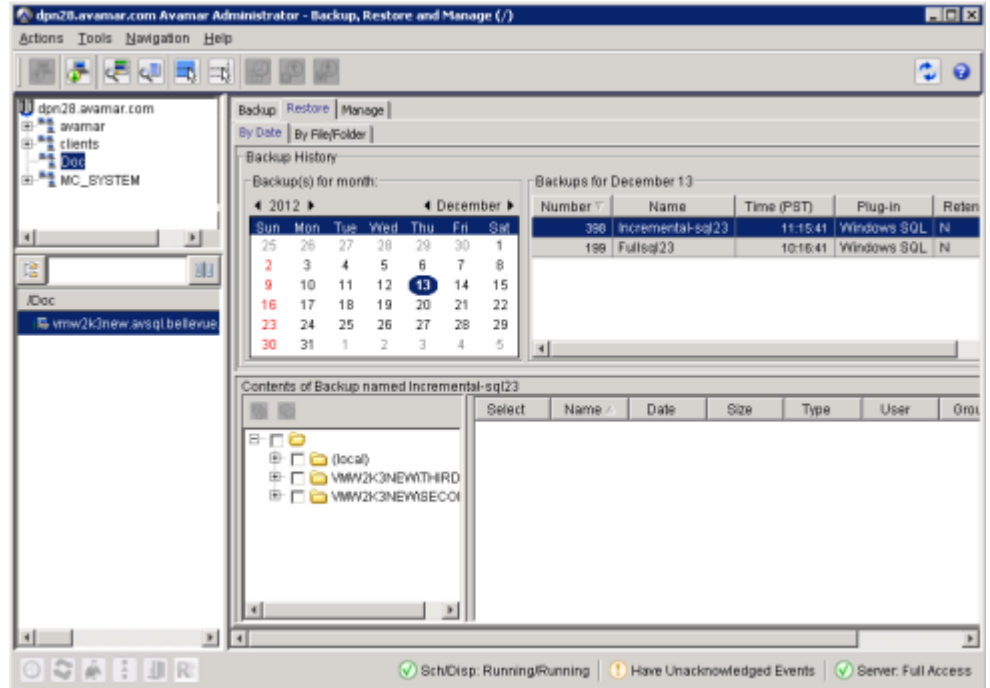 dpn28.avamar.com Avamar Administrator - Backup, Restore and Manage (/)
Actions Tools Navigation Help
dpn28.avamar.com
avamar
clients
Doc
MC_SYSTEM
/Doc
vmw2k3new.avsql.bellevue
Backup Restore Manage
By Date By File/Folder
Backup History
Backup(s) for month:
2012 December
Sun Mon Tue Wed Thu Fri Sat
25 26 27 28 29 30 1
2 3 4 5 6 7 8
9 10 11 12 13 14 15
16 17 18 19 20 21 22
23 24 25 26 27 28 29
30 31 1 2 3 4 5
Backups for December 13
Number Name Time (PST) Plug-in Reten
398 Incremental-sql23 11:15:41 Windows SQL N
199 Fullsql23 10:16:41 Windows SQL N
Contents of Backup named Incremental-sql23
(local)
VMW2K3NEW\THIRD
VMW2K3NEW\SECO
Select Name Date Size Type User Grou
Sch/Disp: Running/Running Have Unacknowledged Events Server: Full Access